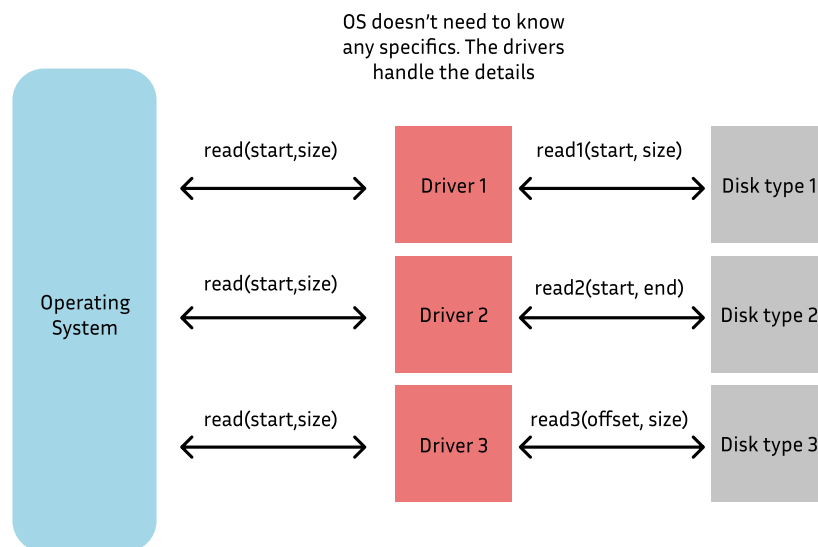 OS doesn't need to know
any specifics. The drivers
handle the details
read(start,size)
Driver 1
read1(start, size)
Disk type 1
Operating
System
read(start,size)
Driver 2
read2(start, end)
Disk type 2
read(start,size)
Driver 3
read3(offset, size)
Disk type 3